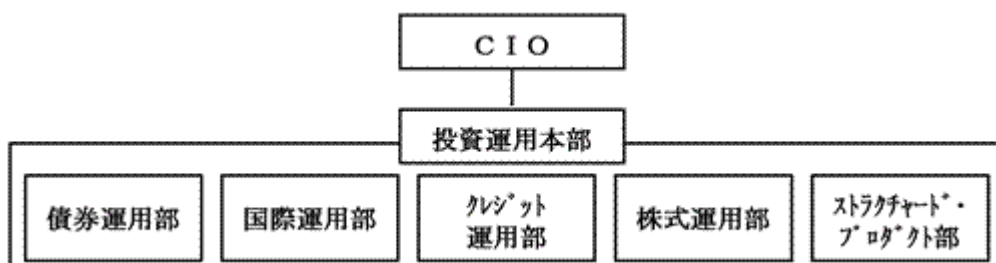 ＣＩＯ
投資運用本部
債券運用部
国際運用部
ｸﾚｼﾞｯﾄ
運用部
株式運用部
ｽﾄﾗｸﾁｬｰﾄﾞ・
ﾌﾟﾛﾀﾞｸﾄ部